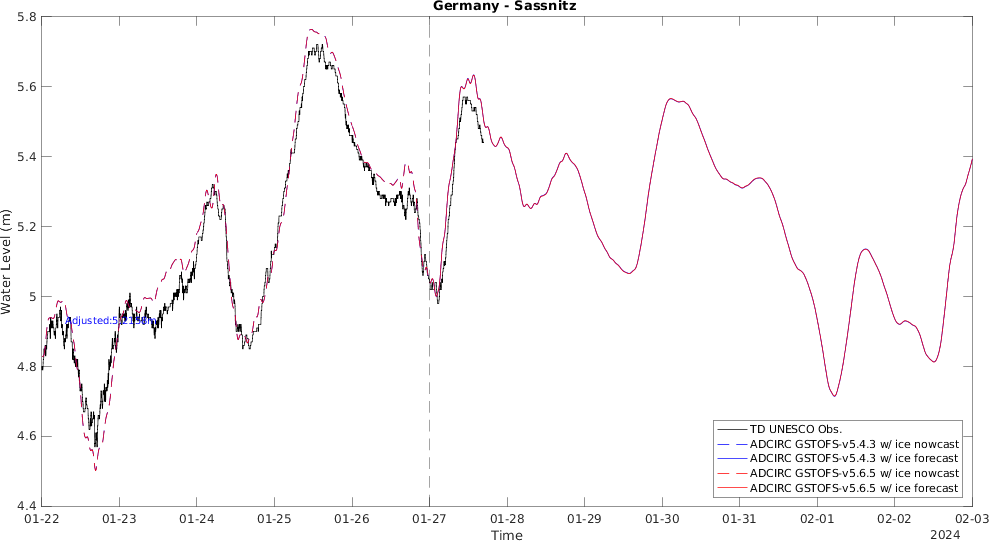 Germany - Sassnitz
Water Level (m)
5.8
5.6
5.4
5.2
5
4.8
4.6
4.4
TD UNESCO Obs.
ADCIRC GSTOFS-v5.4.3 w/ ice nowcast
ADCIRC GSTOFS-v5.4.3 w/ ice forecast
ADCIRC GSTOFS-v5.6.5 w/ ice nowcast
ADCIRC GSTOFS-v5.6.5 w/ ice forecast
01-22 01-23 01-24 01-25 01-26 01-27 01-28 01-29 01-30 01-31 02-01 02-02 02-03
Time
2024